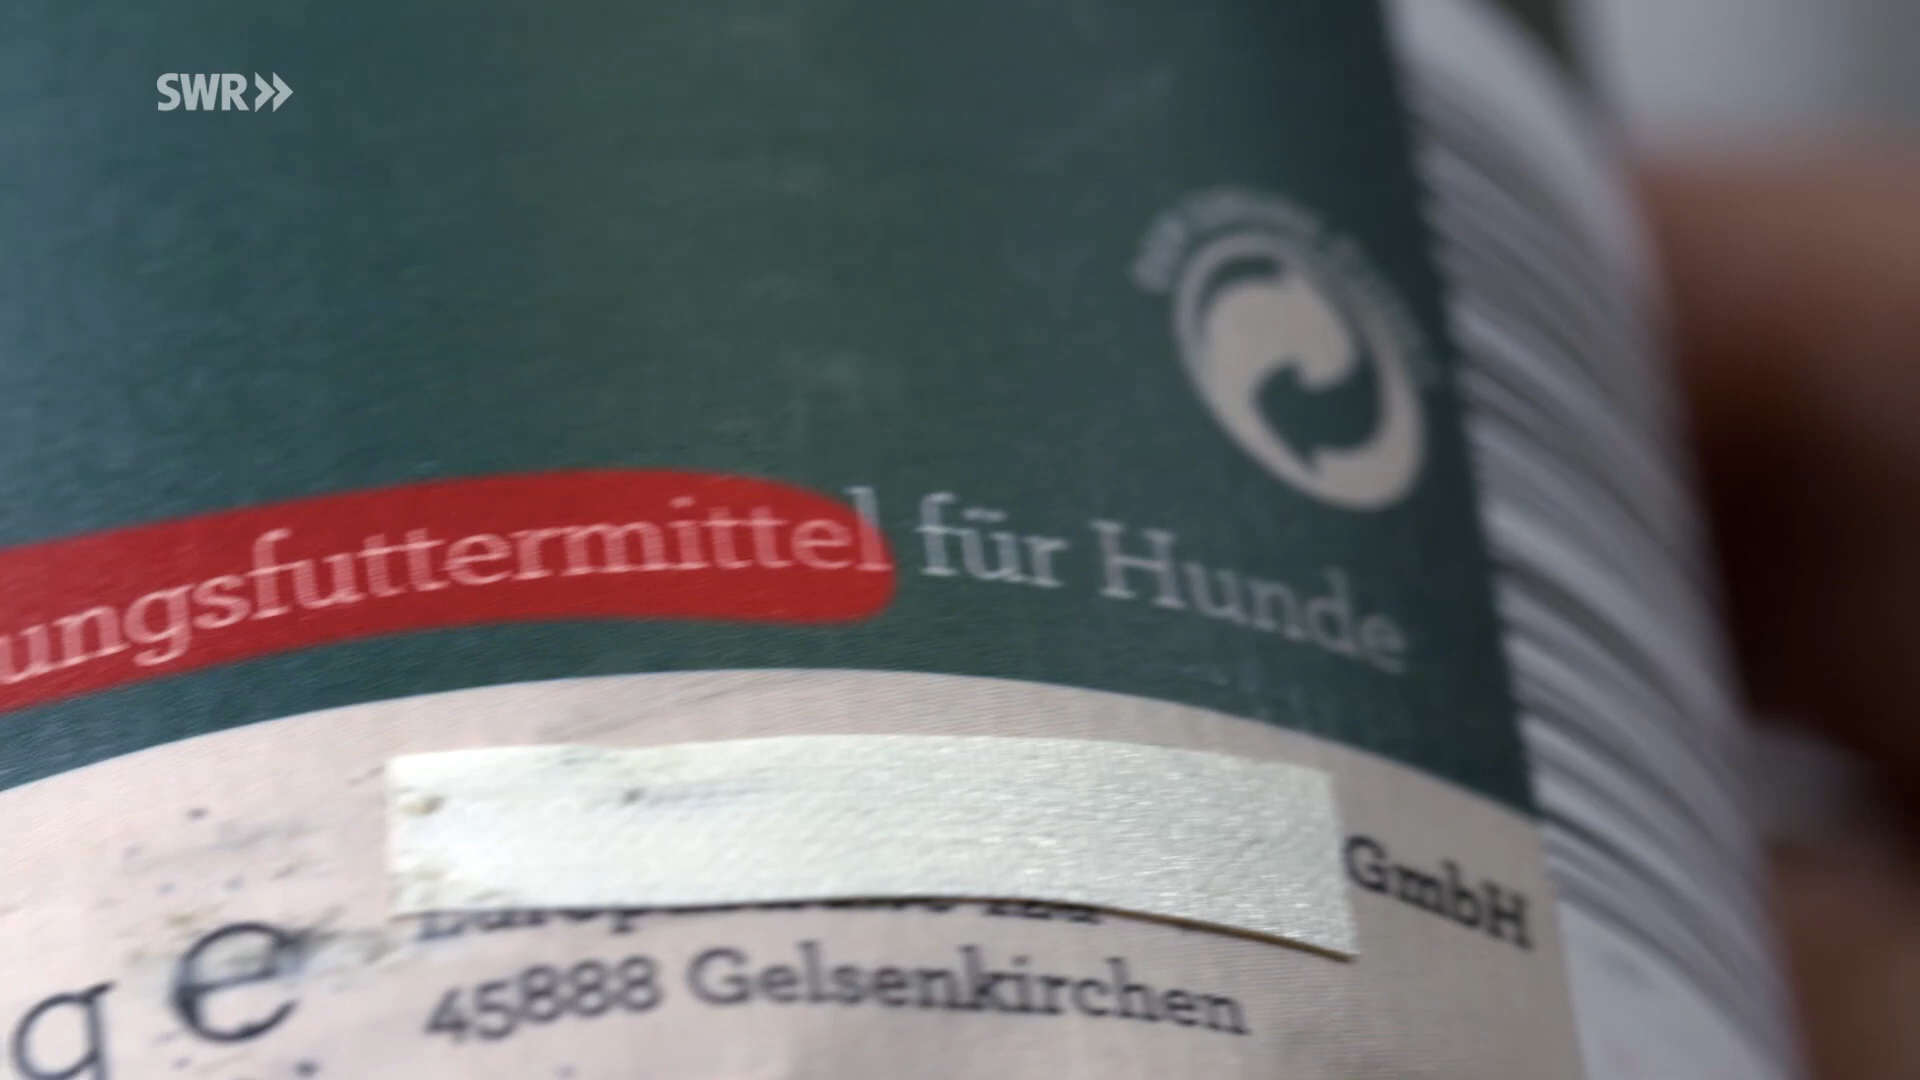 SWR»
ungsfuttermittel für Hunde
GmbH
45888 Gelsenkirchen
g e